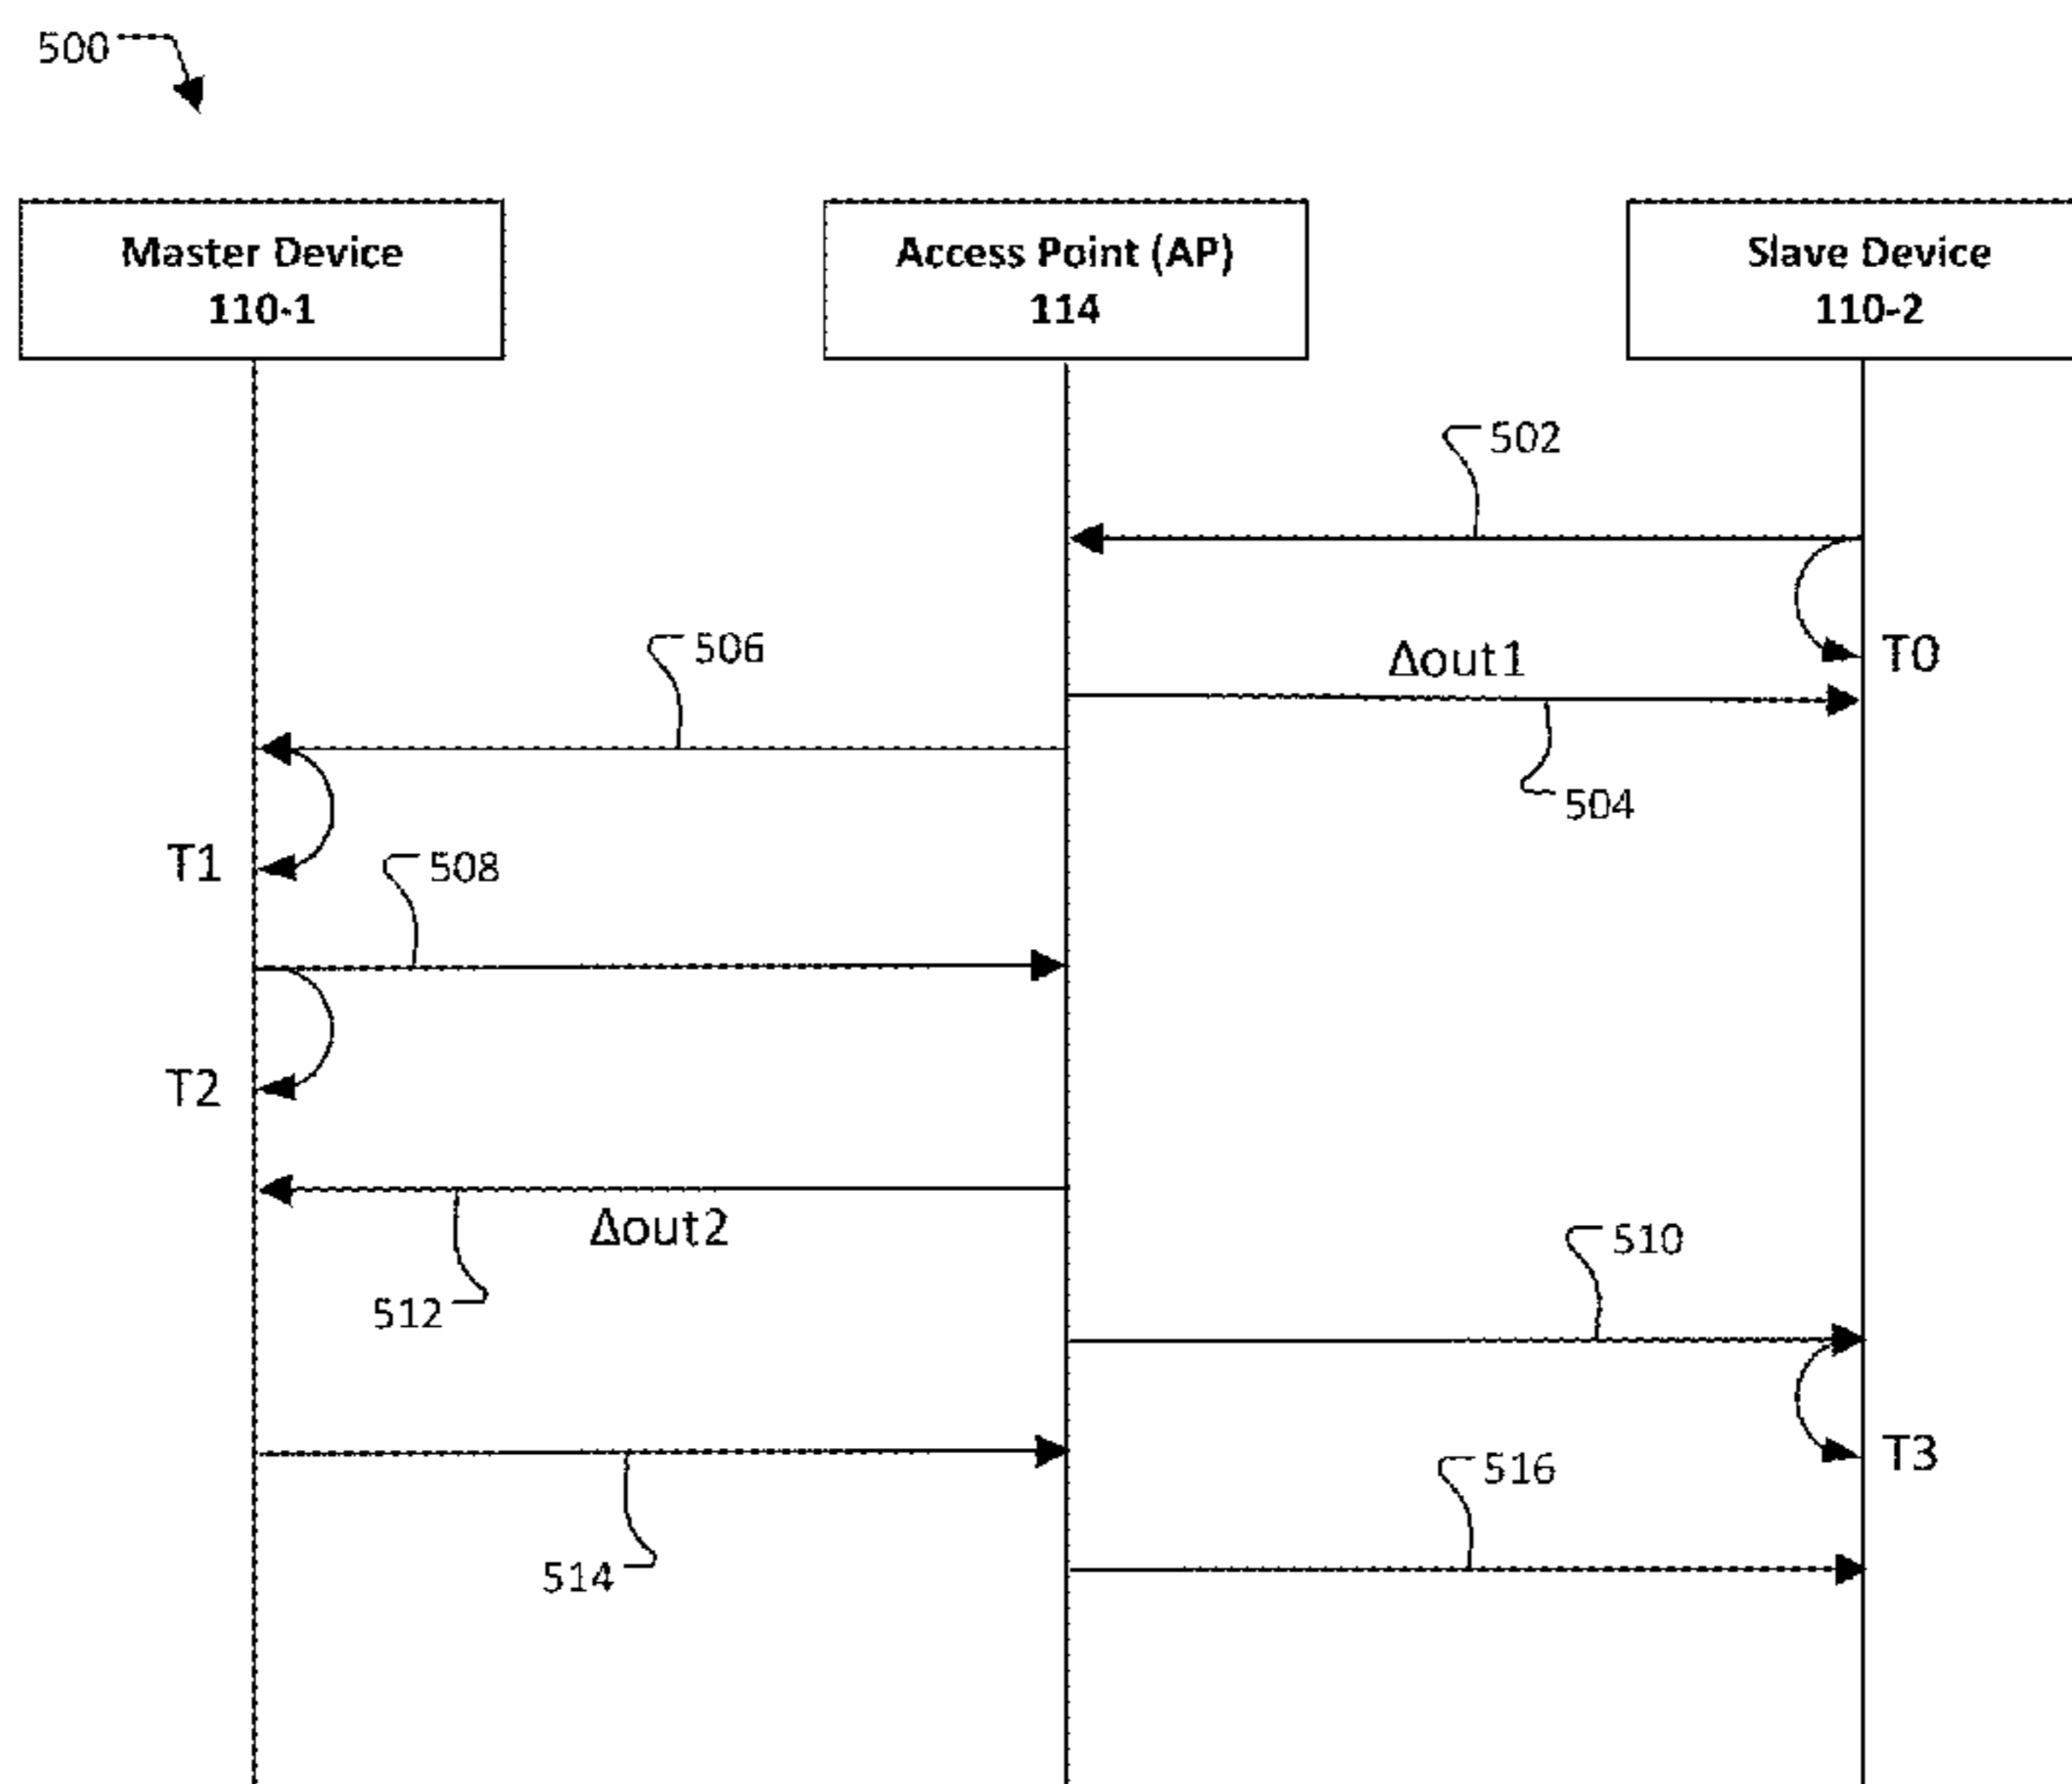 500
Master Device
110-1
Access Point (AP)
114
Slave Device
110-2
502
506
Δout1
T0
504
T1
508
T2
Δout2
510
512
T3
516
514